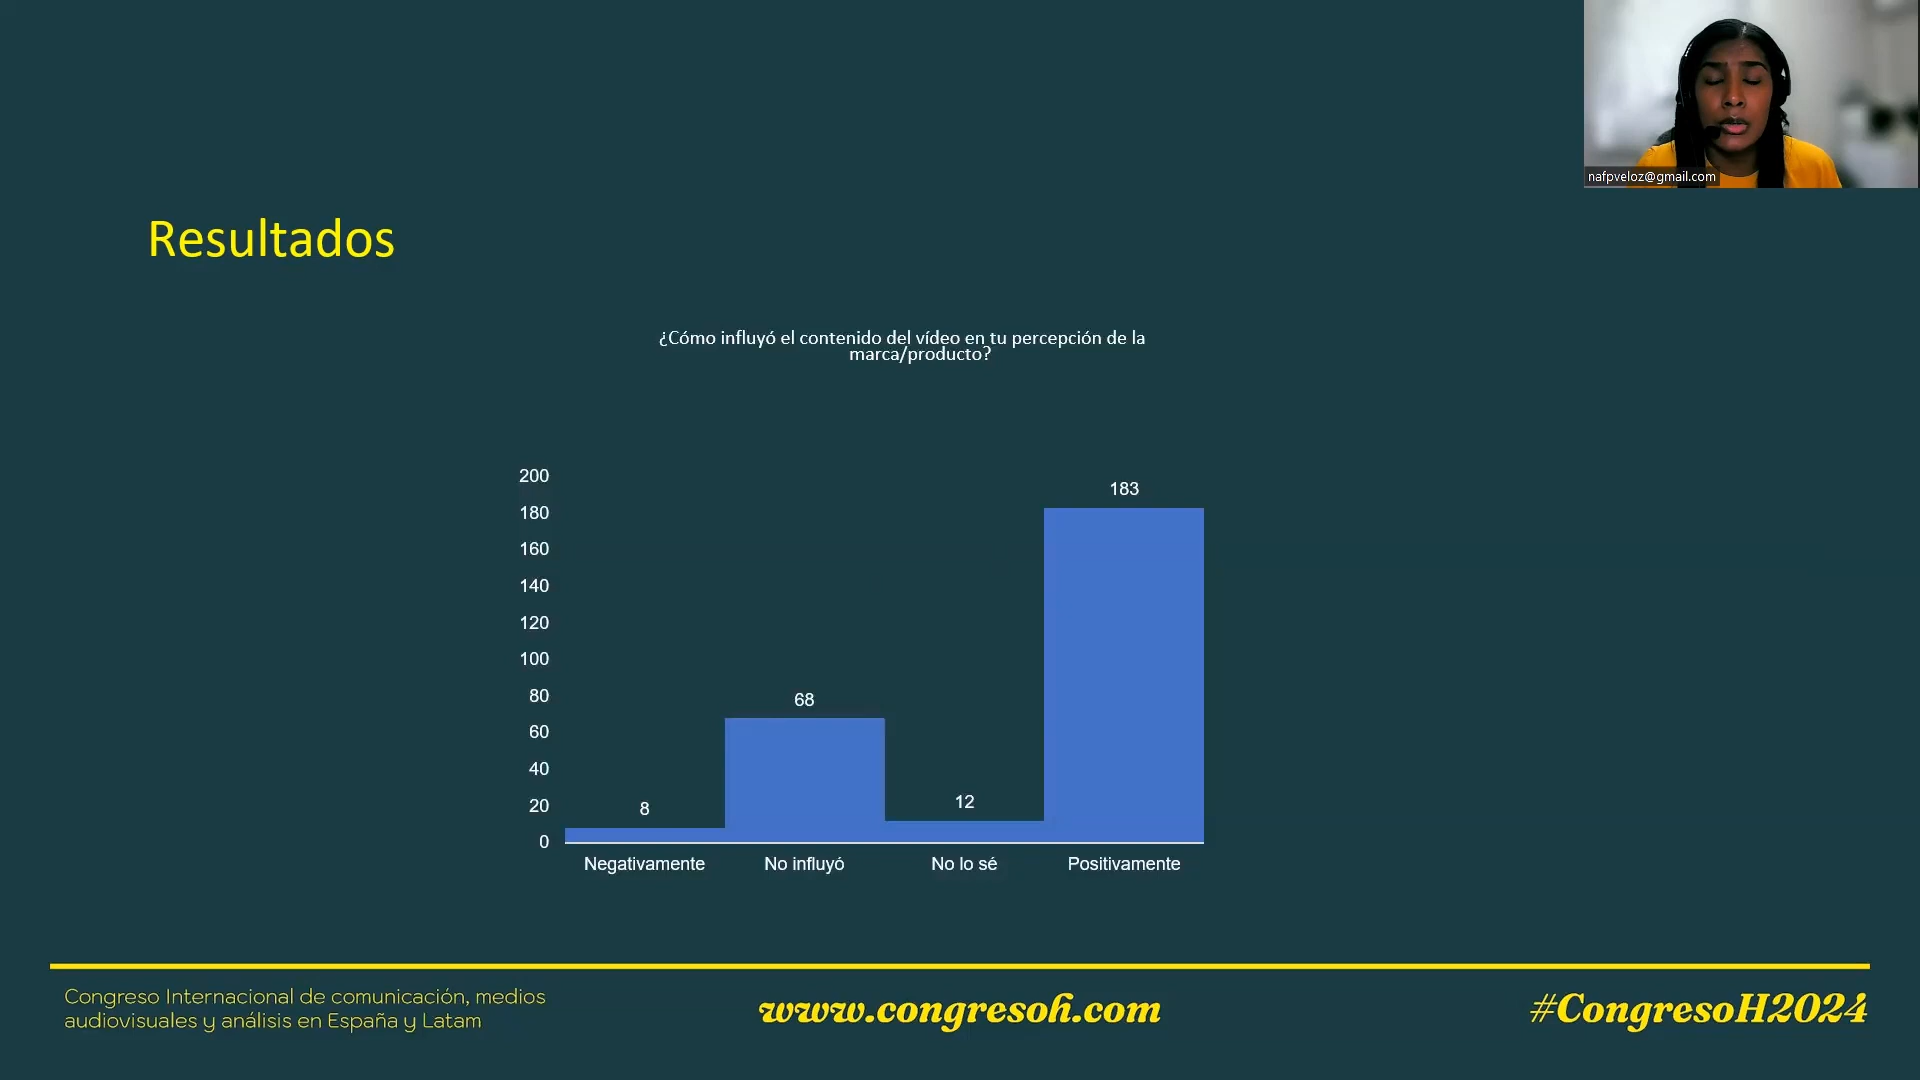 nafpveloz@gmail.com
Resultados
¿Cómo influyó el contenido del vídeo en tu percepción de la
marca/producto?
200
180
160
140
120
100
80
60
40
20
0
8
68
12
183
Negativamente
No influyó
No lo sé
Positivamente
Congreso Internacional de comunicación, medios
audiovisuales y análisis en España y Latam
www.congresoh.com
#CongresoH2024